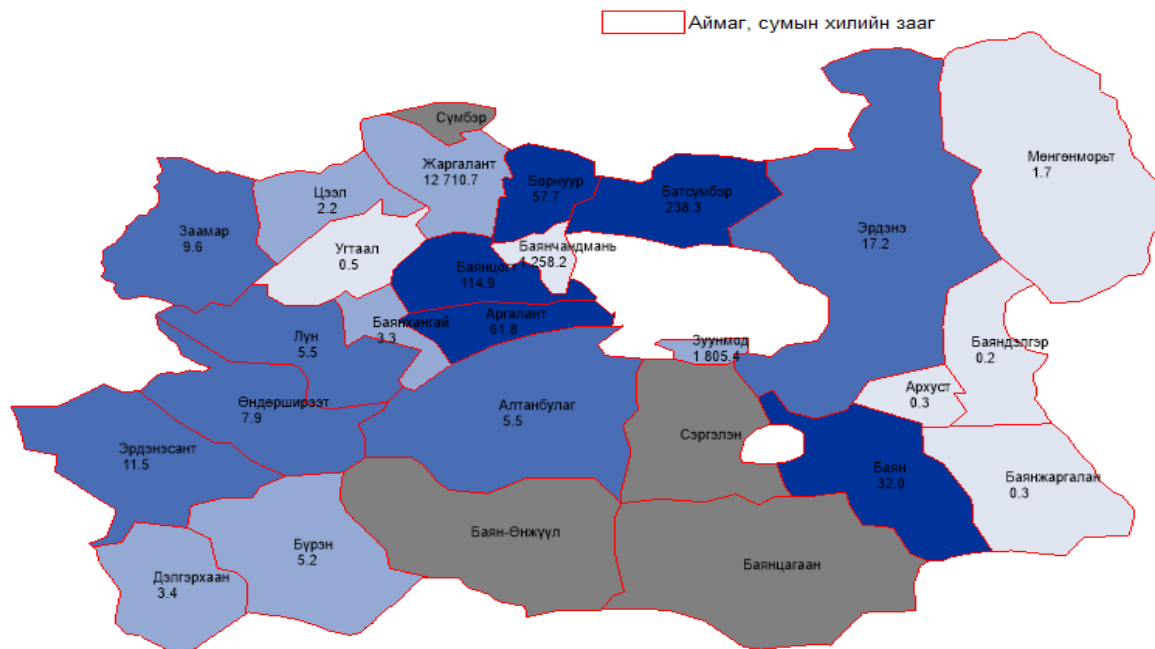 Аймаг, сумын хилийн зааг
Сүмбэр
Жаргалант
12 710.7
Борнуур
57.7
Батсүмбэр
238.3
Мөнгөнморьт
1.7
Цээл
2.2
Заамар
9.6
Угтаал
0.5
Баянцогт
114.9
Баянчандмань
1 258.2
Эрдэнэ
17.2
Лүн
5.5
Баянхангай
3.3
Аргалант
61.8
Зуунмод
1 805.4
Баяндэлгэр
0.2
Архуст
0.3
Өндөрширээт
7.9
Алтанбулаг
5.5
Сэргэлэн
Эрдэнэсант
11.5
Баян
32.0
Баянжаргалан
0.3
Бүрэн
5.2
Баян-Өнжүүл
Баянцагаан
Дэлгэрхаан
3.4